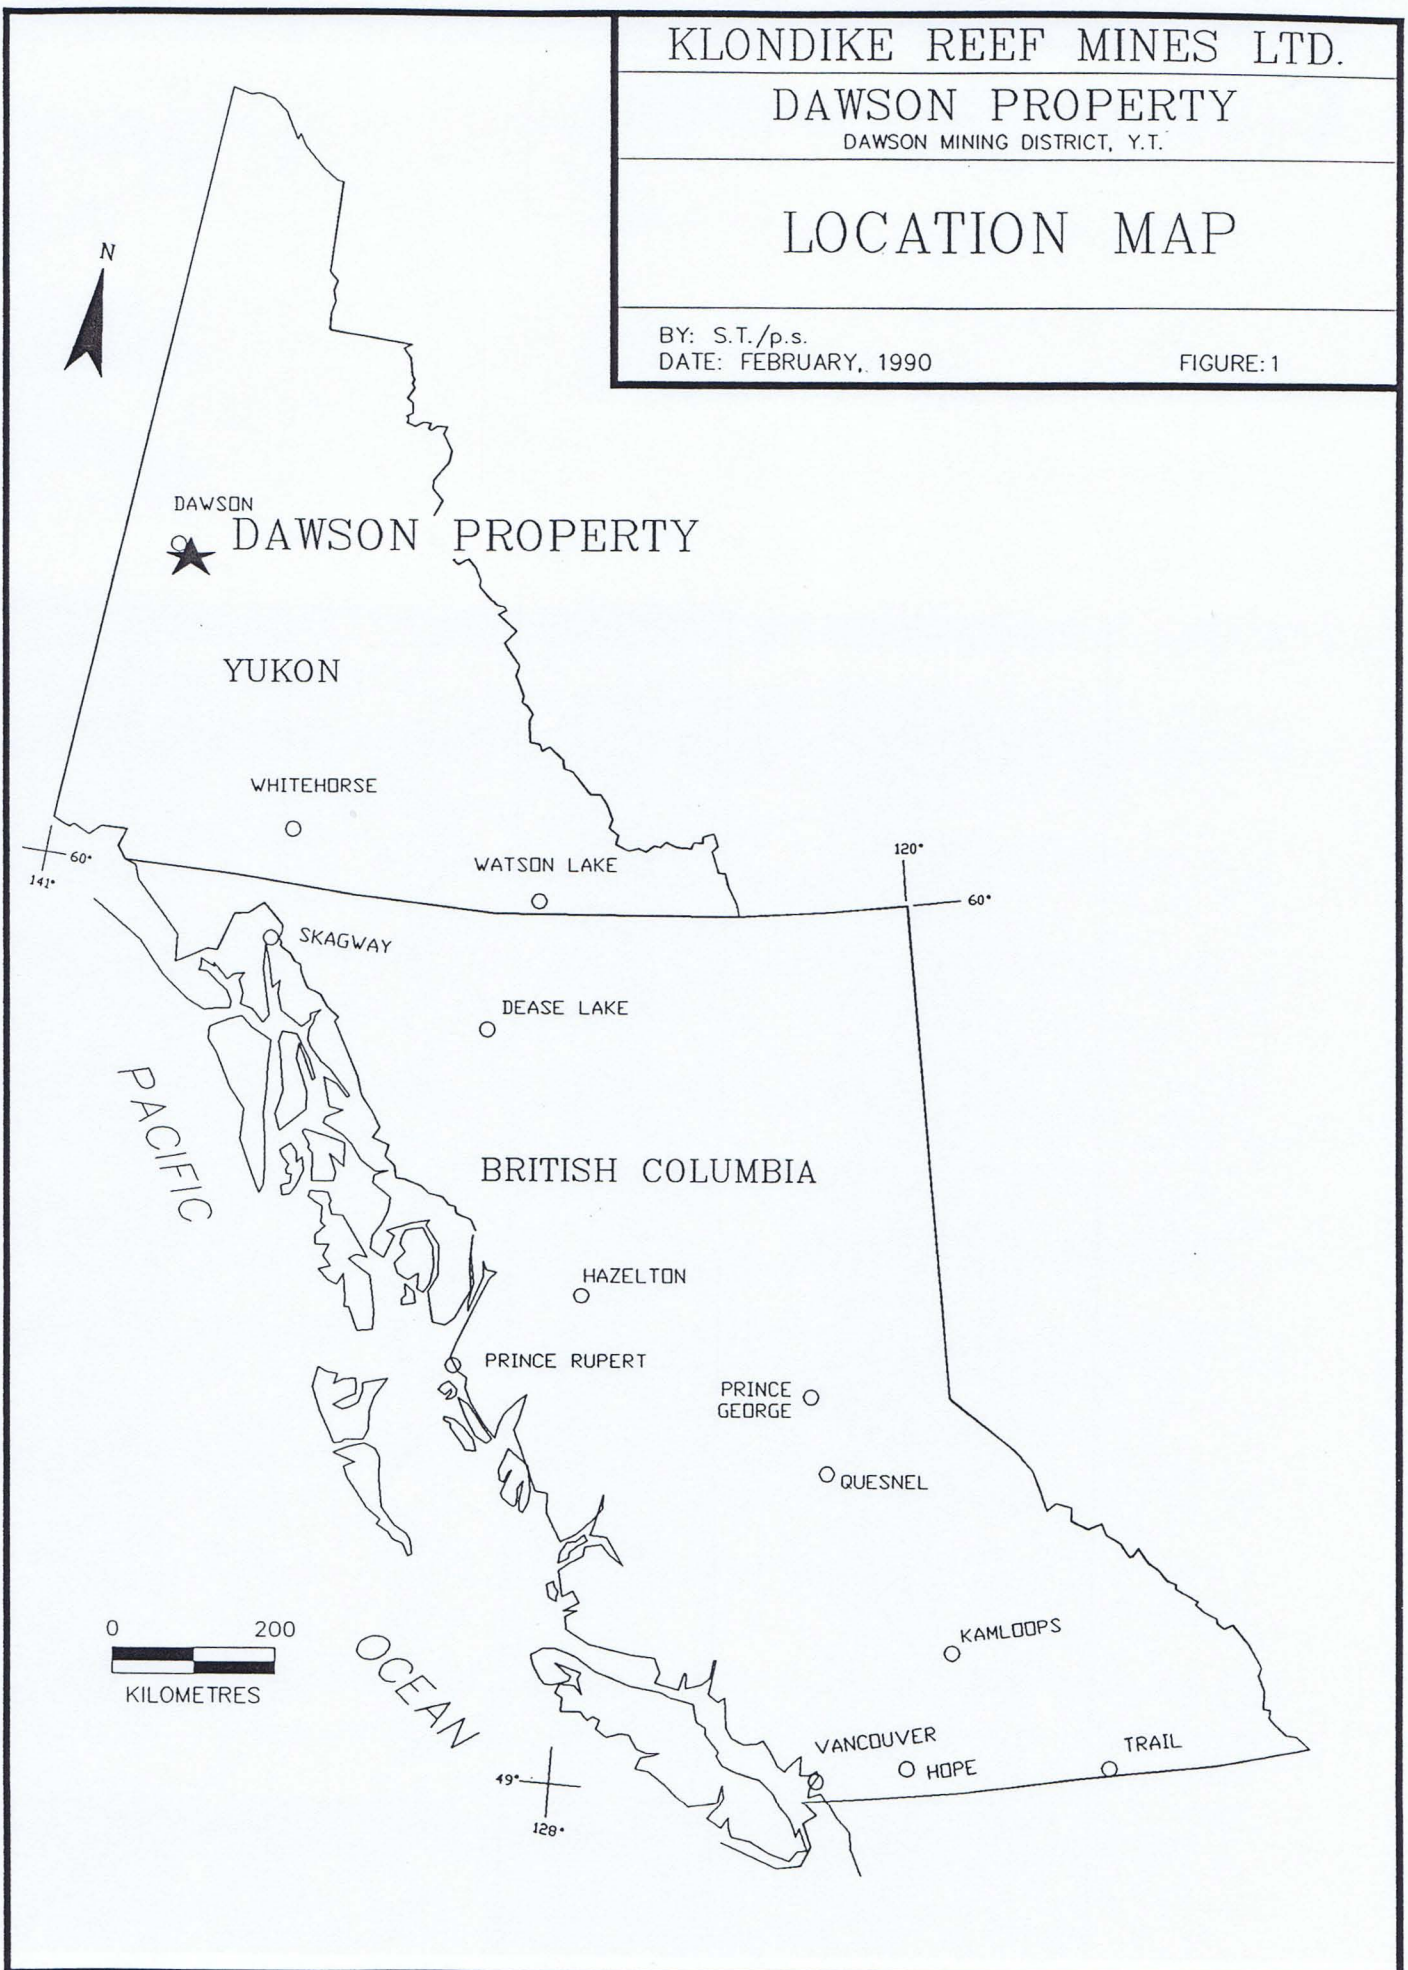 KLONDIKE REEF MINES LTD.
DAWSON PROPERTY
DAWSON MINING DISTRICT, Y.T.
LOCATION MAP
BY: S.T./p.s.
DATE: FEBRUARY, 1990
FIGURE: 1
N
DAWSON
DAWSON PROPERTY
YUKON
WHITEHORSE
WATSON LAKE
60°
141°
120°
60°
SKAGWAY
DEASE LAKE
PACIFIC
BRITISH COLUMBIA
HAZELTON
PRINCE RUPERT
PRINCE
GEORGE
QUESNEL
0 200
KILOMETRES
OCEAN
KAMLOOPS
VANCOUVER
HOPE
TRAIL
49°
128°